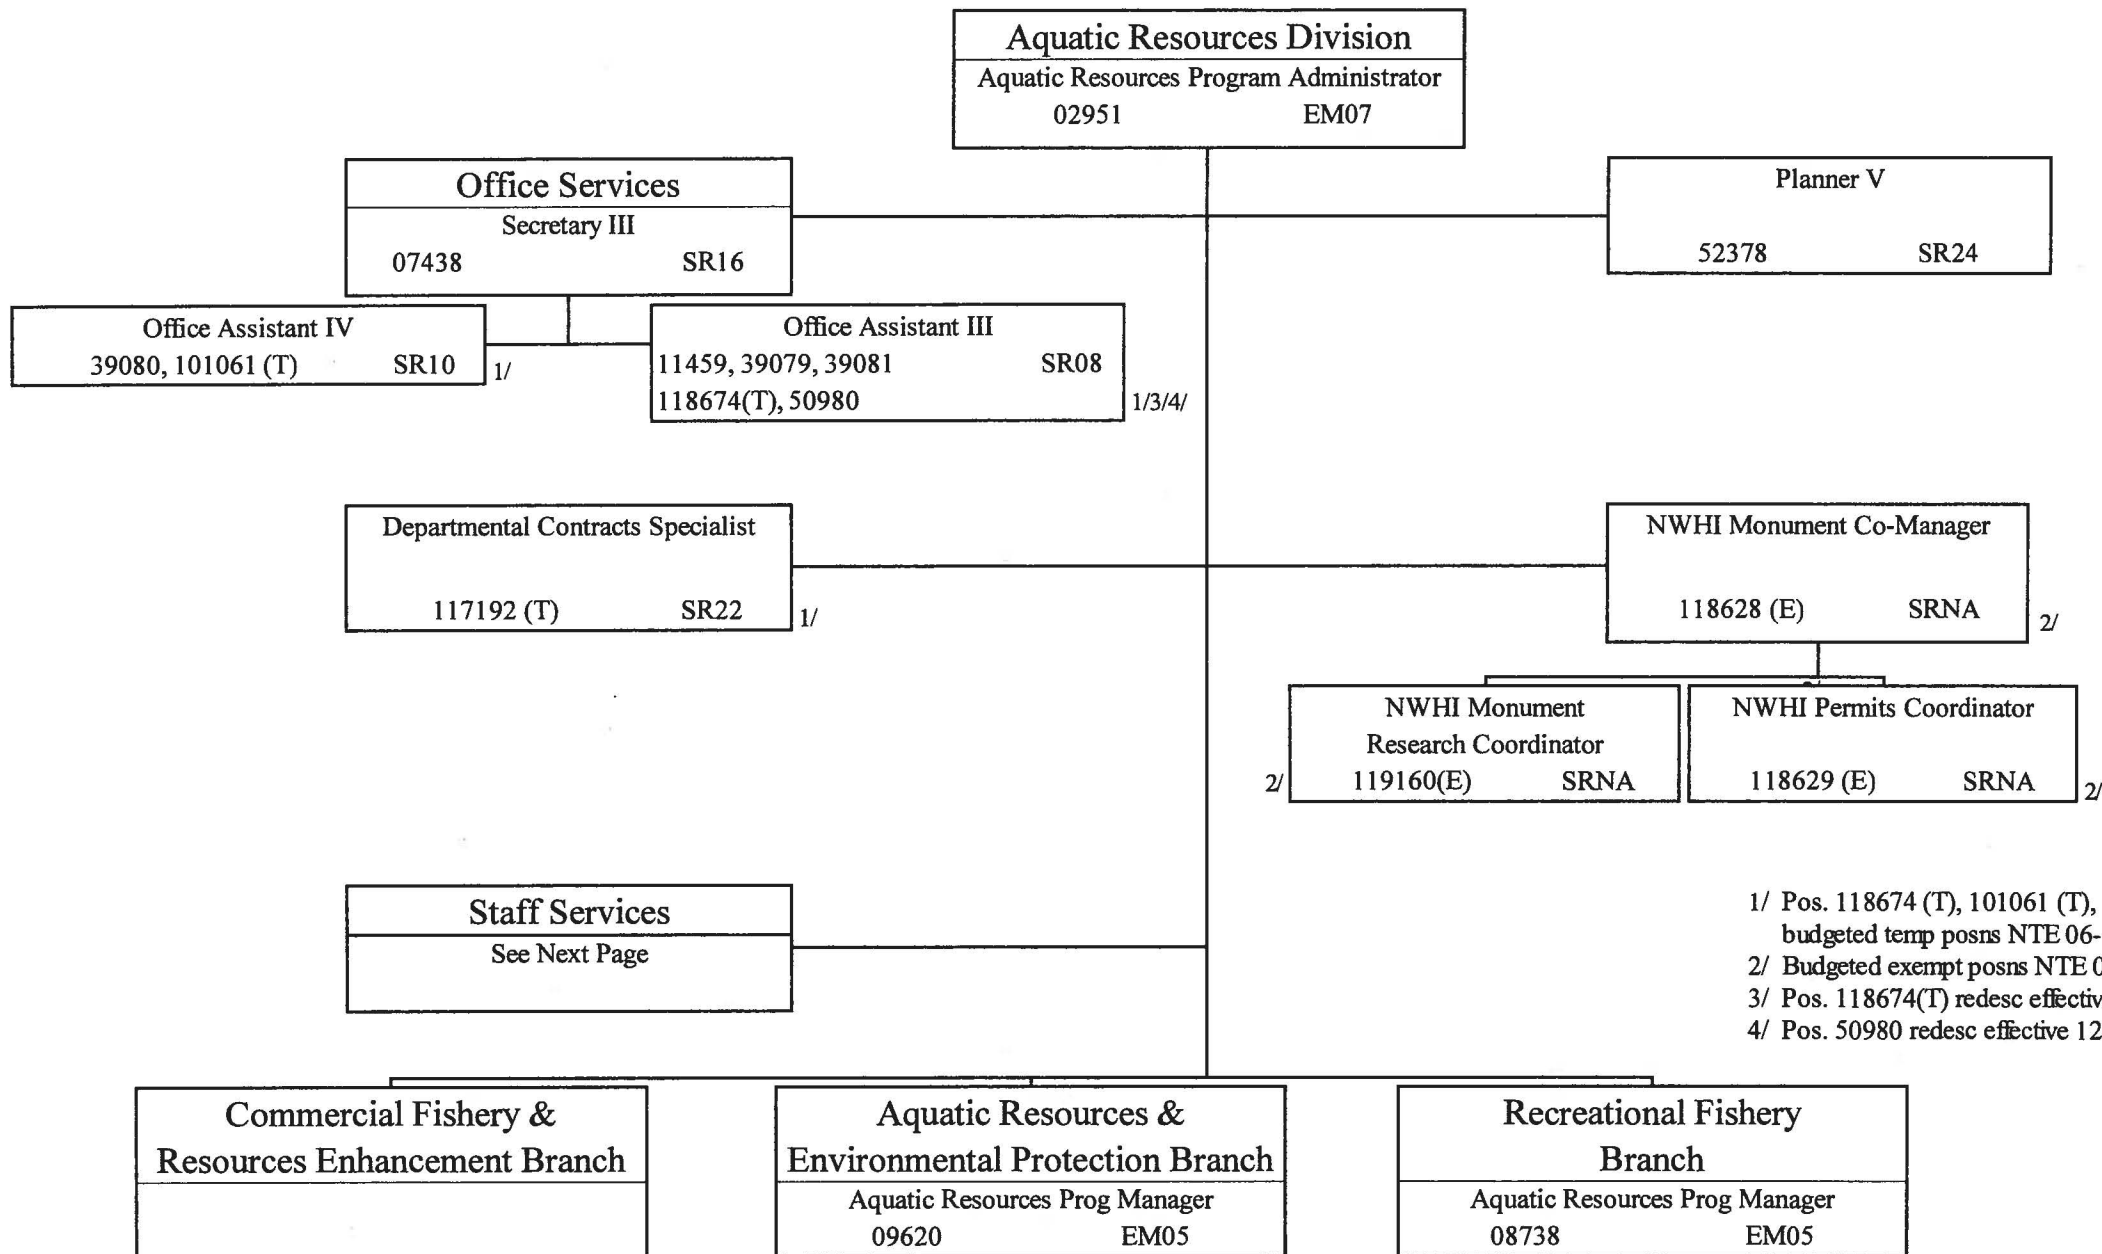 Aquatic Resources Division
Aquatic Resources Program Administrator
02951 EM07
Office Services
Secretary III
07438 SR16
Planner V
52378 SR24
Office Assistant IV
39080, 101061 (T) SR10 1/
Office Assistant III
11459, 39079, 39081 SR08
118674(T), 50980 1/3/4/
Departmental Contracts Specialist
117192 (T) SR22 1/
NWHI Monument Co-Manager
118628 (E) SRNA 2/
NWHI Monument
Research Coordinator
2/ 119160(E) SRNA
NWHI Permits Coordinator
118629 (E) SRNA 2/
Staff Services
See Next Page
1/ Pos. 118674 (T), 101061 (T),
budgeted temp posns NTE 06-
2/ Budgeted exempt posns NTE 0
3/ Pos. 118674(T) redesc effectiv
4/ Pos. 50980 redesc effective 12
Commercial Fishery &
Resources Enhancement Branch
Aquatic Resources &
Environmental Protection Branch
Aquatic Resources Prog Manager
09620 EM05
Recreational Fishery
Branch
Aquatic Resources Prog Manager
08738 EM05